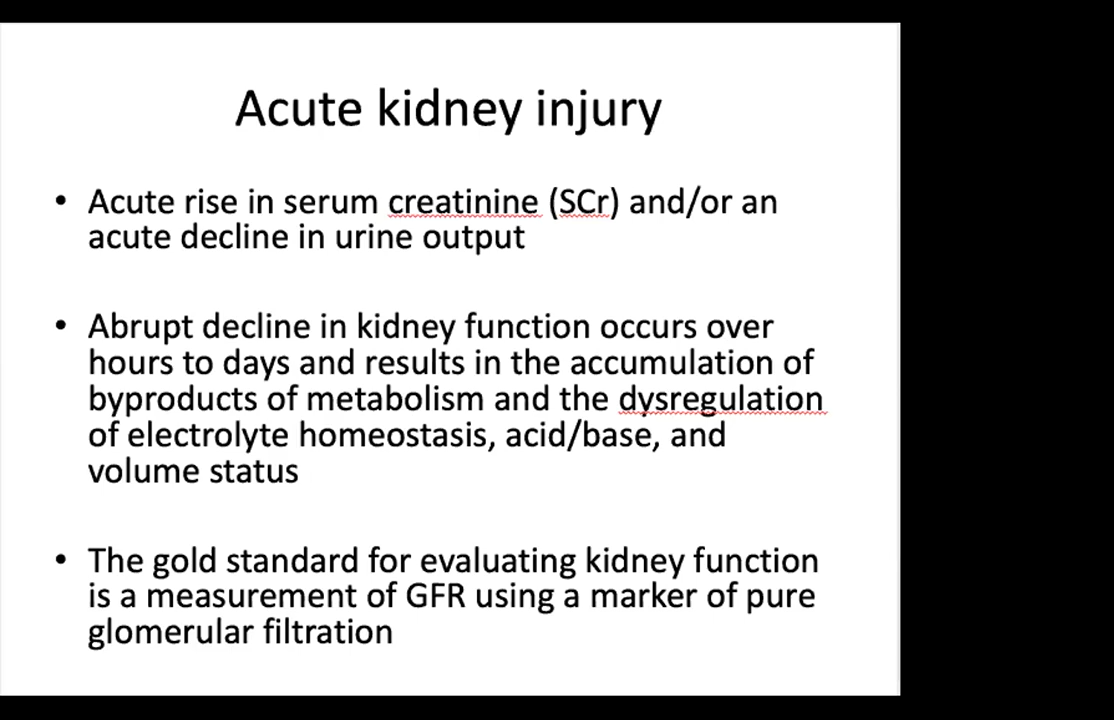 Acute kidney injury
• Acute rise in serum creatinine (SCr) and/or an
acute decline in urine output
• Abrupt decline in kidney function occurs over
hours to days and results in the accumulation of
byproducts of metabolism and the dysregulation
of electrolyte homeostasis, acid/base, and
volume status
• The gold standard for evaluating kidney function
is a measurement of GFR using a marker of pure
glomerular filtration